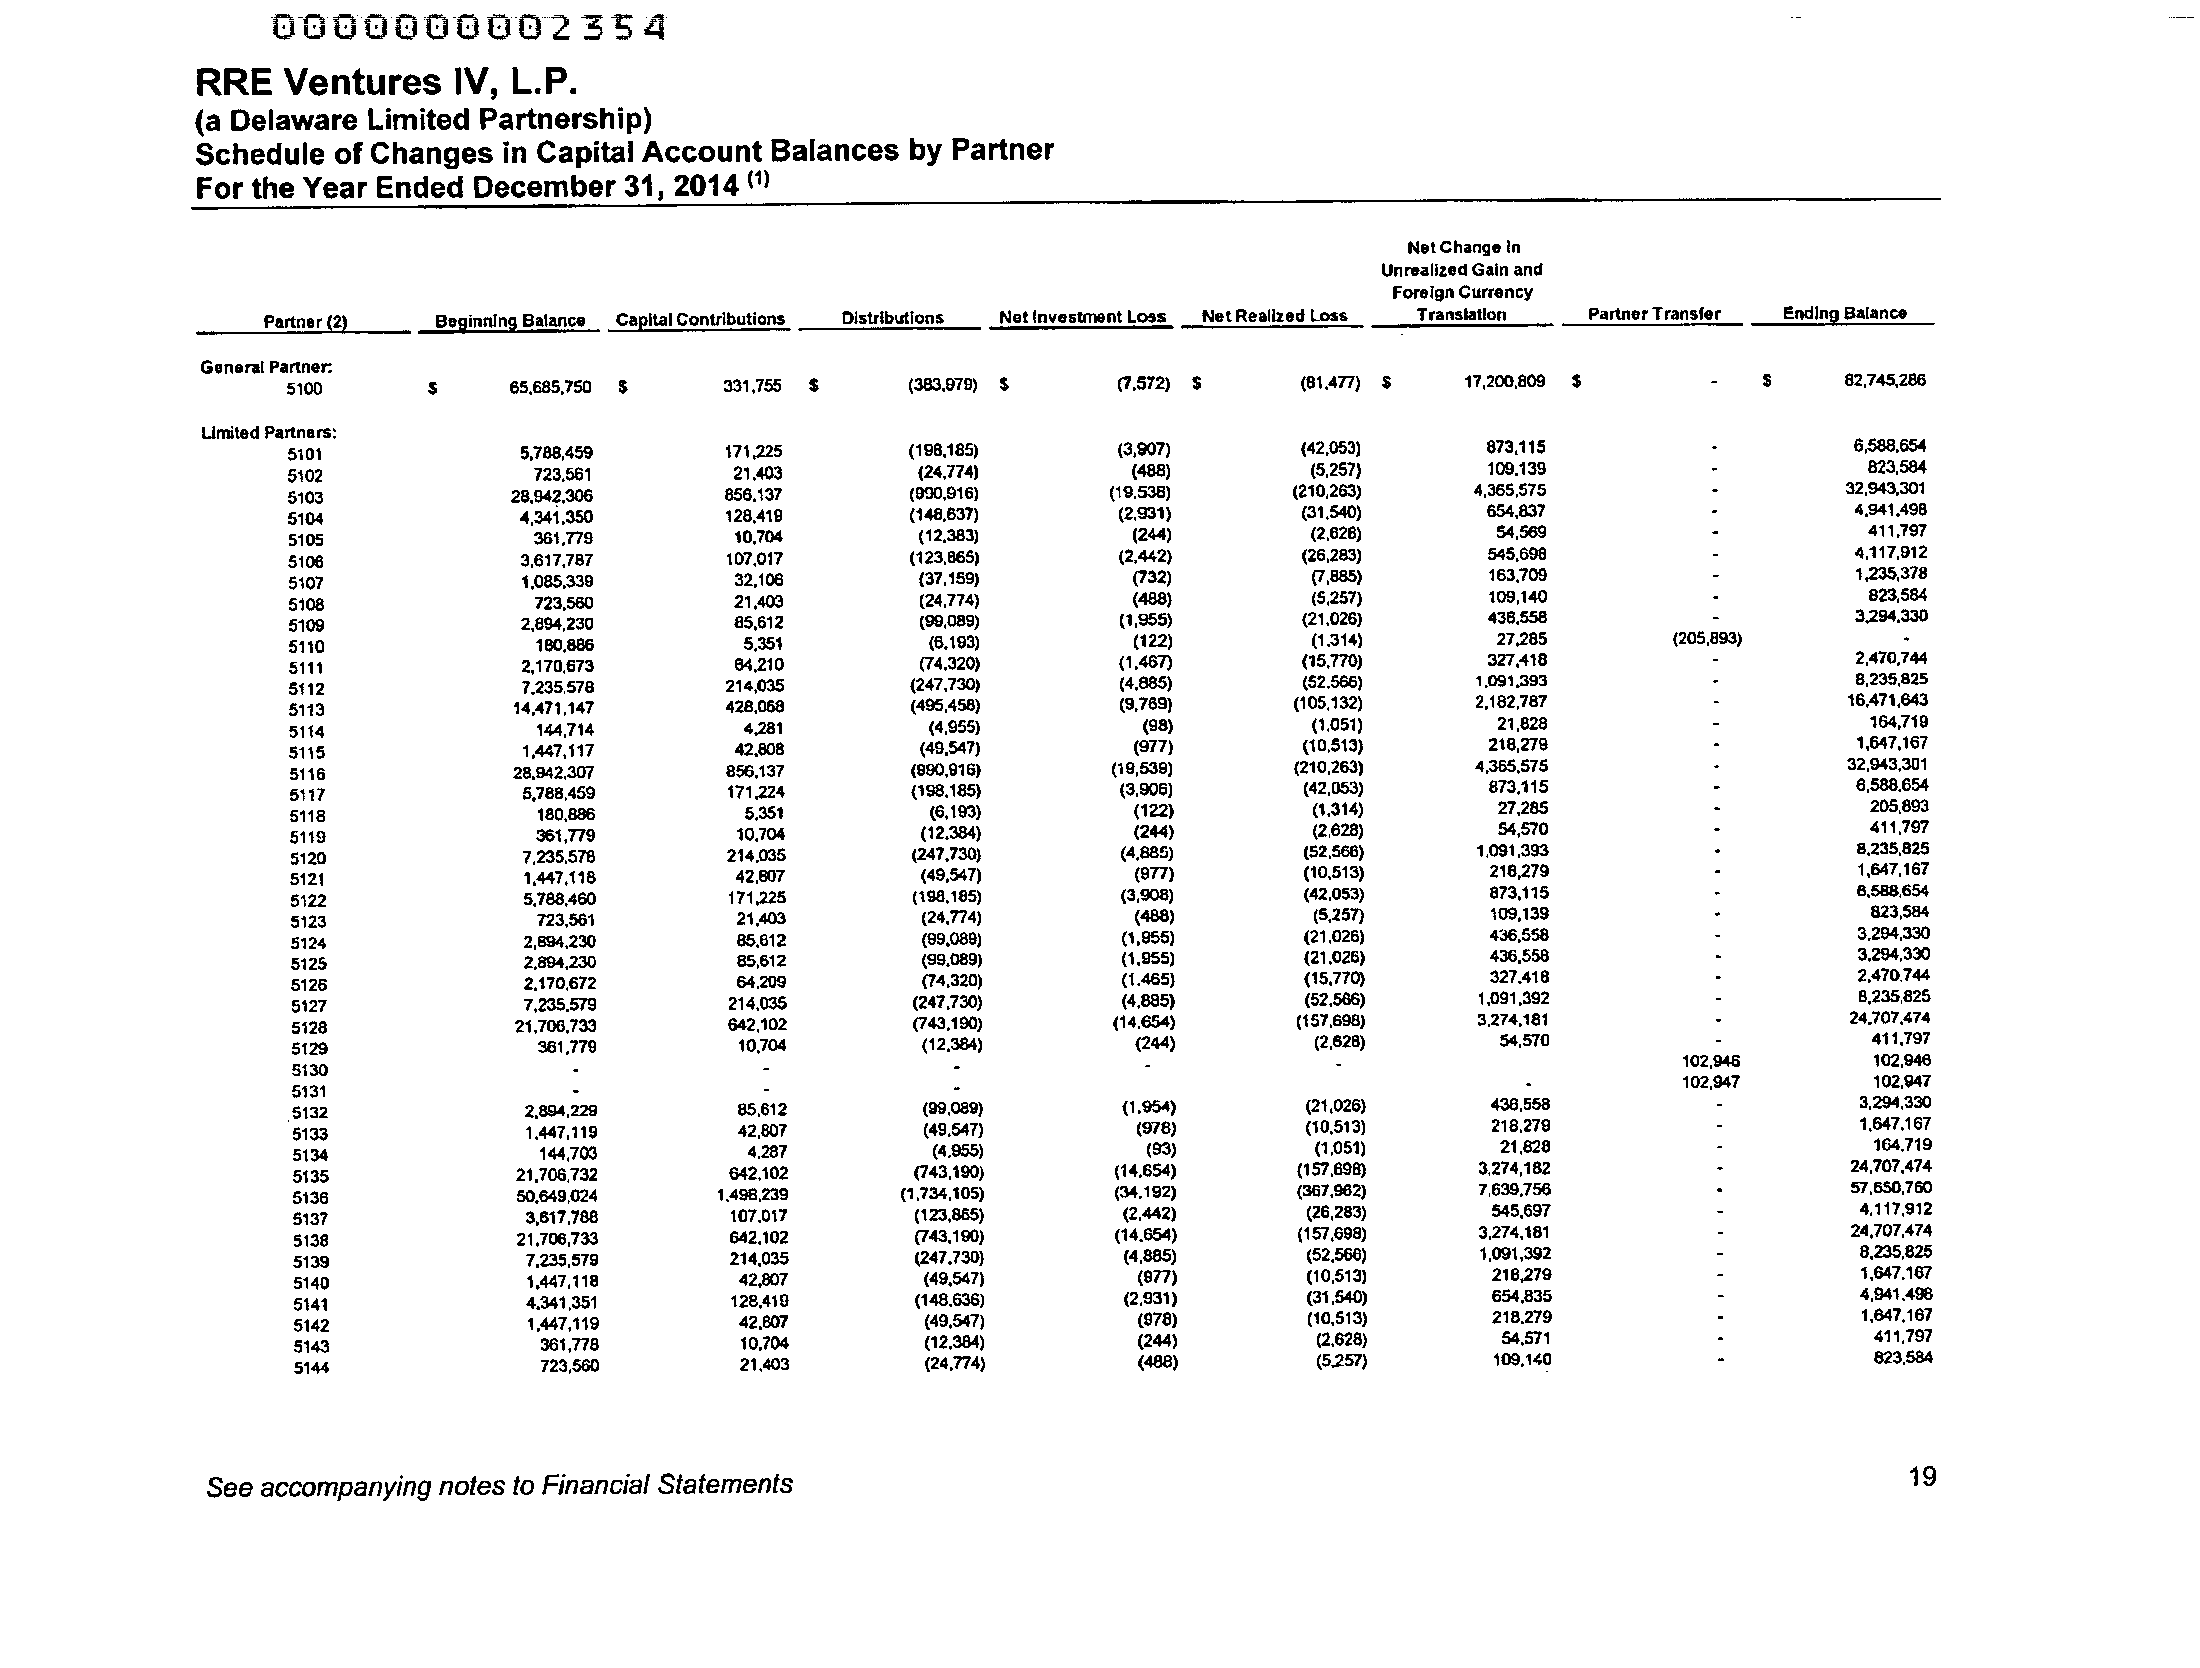 0000000002354
RRE Ventures IV, L.P.
(a Delaware Limited Partnership)
Schedule of Changes in Capital Account Balances by Partner
For the Year Ended December 31, 2014 (1)
Net Change in
Unrealized Gain and
Foreign Currency
Partner (2) Beginning Balance Capital Contributions Distributions Net Investment Loss Net Realized Loss Translation Partner Transfer Ending Balance
General Partner:
5100 $ 65,685,750 $ 331,755 $ (383,979) $ (7,572) $ (81,477) $ 17,200,809 $ - $ 82,745,286
Limited Partners:
5101 5,788,459 171,225 (198,185) (3,907) (42,053) 873,115 - 6,588,654
5102 723,561 21,403 (24,774) (488) (5,257) 109,139 - 823,584
5103 28,942,306 856,137 (990,916) (19,538) (210,263) 4,365,575 - 32,943,301
5104 4,341,350 128,419 (148,637) (2,931) (31,540) 654,837 - 4,941,498
5105 361,779 10,704 (12,383) (244) (2,628) 54,569 - 411,797
5106 3,617,787 107,017 (123,865) (2,442) (26,283) 545,698 - 4,117,912
5107 1,085,339 32,106 (37,159) (732) (7,885) 163,709 - 1,235,378
5108 723,560 21,403 (24,774) (488) (5,257) 109,140 - 823,584
5109 2,894,230 85,612 (99,089) (1,955) (21,026) 436,558 - 3,294,330
5110 180,886 5,351 (6,193) (122) (1,314) 27,285 (205,893) -
5111 2,170,673 64,210 (74,320) (1,467) (15,770) 327,418 - 2,470,744
5112 7,235,578 214,035 (247,730) (4,885) (52,566) 1,091,393 - 8,235,825
5113 14,471,147 428,068 (495,458) (9,769) (105,132) 2,182,787 - 16,471,643
5114 144,714 4,281 (4,955) (98) (1,051) 21,828 - 164,719
5115 1,447,117 42,808 (49,547) (977) (10,513) 218,279 - 1,647,167
5116 28,942,307 856,137 (990,916) (19,539) (210,263) 4,365,575 - 32,943,301
5117 5,788,459 171,224 (198,185) (3,906) (42,053) 873,115 - 6,588,654
5118 180,886 5,351 (6,193) (122) (1,314) 27,285 - 205,893
5119 361,779 10,704 (12,384) (244) (2,628) 54,570 - 411,797
5120 7,235,578 214,035 (247,730) (4,885) (52,566) 1,091,393 - 8,235,825
5121 1,447,118 42,807 (49,547) (977) (10,513) 218,279 - 1,647,167
5122 5,788,460 171,225 (198,185) (3,908) (42,053) 873,115 - 6,588,654
5123 723,561 21,403 (24,774) (488) (5,257) 109,139 - 823,584
5124 2,894,230 85,612 (99,089) (1,955) (21,026) 436,558 - 3,294,330
5125 2,894,230 85,612 (99,089) (1,955) (21,026) 436,558 - 3,294,330
5126 2,170,672 64,209 (74,320) (1,465) (15,770) 327,418 - 2,470,744
5127 7,235,579 214,035 (247,730) (4,885) (52,566) 1,091,392 - 8,235,825
5128 21,706,733 642,102 (743,190) (14,654) (157,698) 3,274,181 - 24,707,474
5129 361,779 10,704 (12,384) (244) (2,628) 54,570 - 411,797
5130 - - - - - 102,946 102,946
5131 - - - - 102,947 102,947
5132 2,894,229 85,612 (99,089) (1,954) (21,026) 436,558 - 3,294,330
5133 1,447,119 42,807 (49,547) (978) (10,513) 218,279 - 1,647,167
5134 144,703 4,287 (4,955) (93) (1,051) 21,828 - 164,719
5135 21,706,732 642,102 (743,190) (14,654) (157,698) 3,274,182 - 24,707,474
5136 50,649,024 1,498,239 (1,734,105) (34,192) (367,962) 7,639,756 - 57,650,760
5137 3,617,788 107,017 (123,865) (2,442) (26,283) 545,697 - 4,117,912
5138 21,706,733 642,102 (743,190) (14,654) (157,698) 3,274,181 - 24,707,474
5139 7,235,579 214,035 (247,730) (4,885) (52,566) 1,091,392 - 8,235,825
5140 1,447,118 42,807 (49,547) (977) (10,513) 218,279 - 1,647,167
5141 4,341,351 128,419 (148,636) (2,931) (31,540) 654,835 - 4,941,498
5142 1,447,119 42,807 (49,547) (978) (10,513) 218,279 - 1,647,167
5143 361,778 10,704 (12,384) (244) (2,628) 54,571 - 411,797
5144 723,560 21,403 (24,774) (488) (5,257) 109,140 - 823,584
See accompanying notes to Financial Statements 19